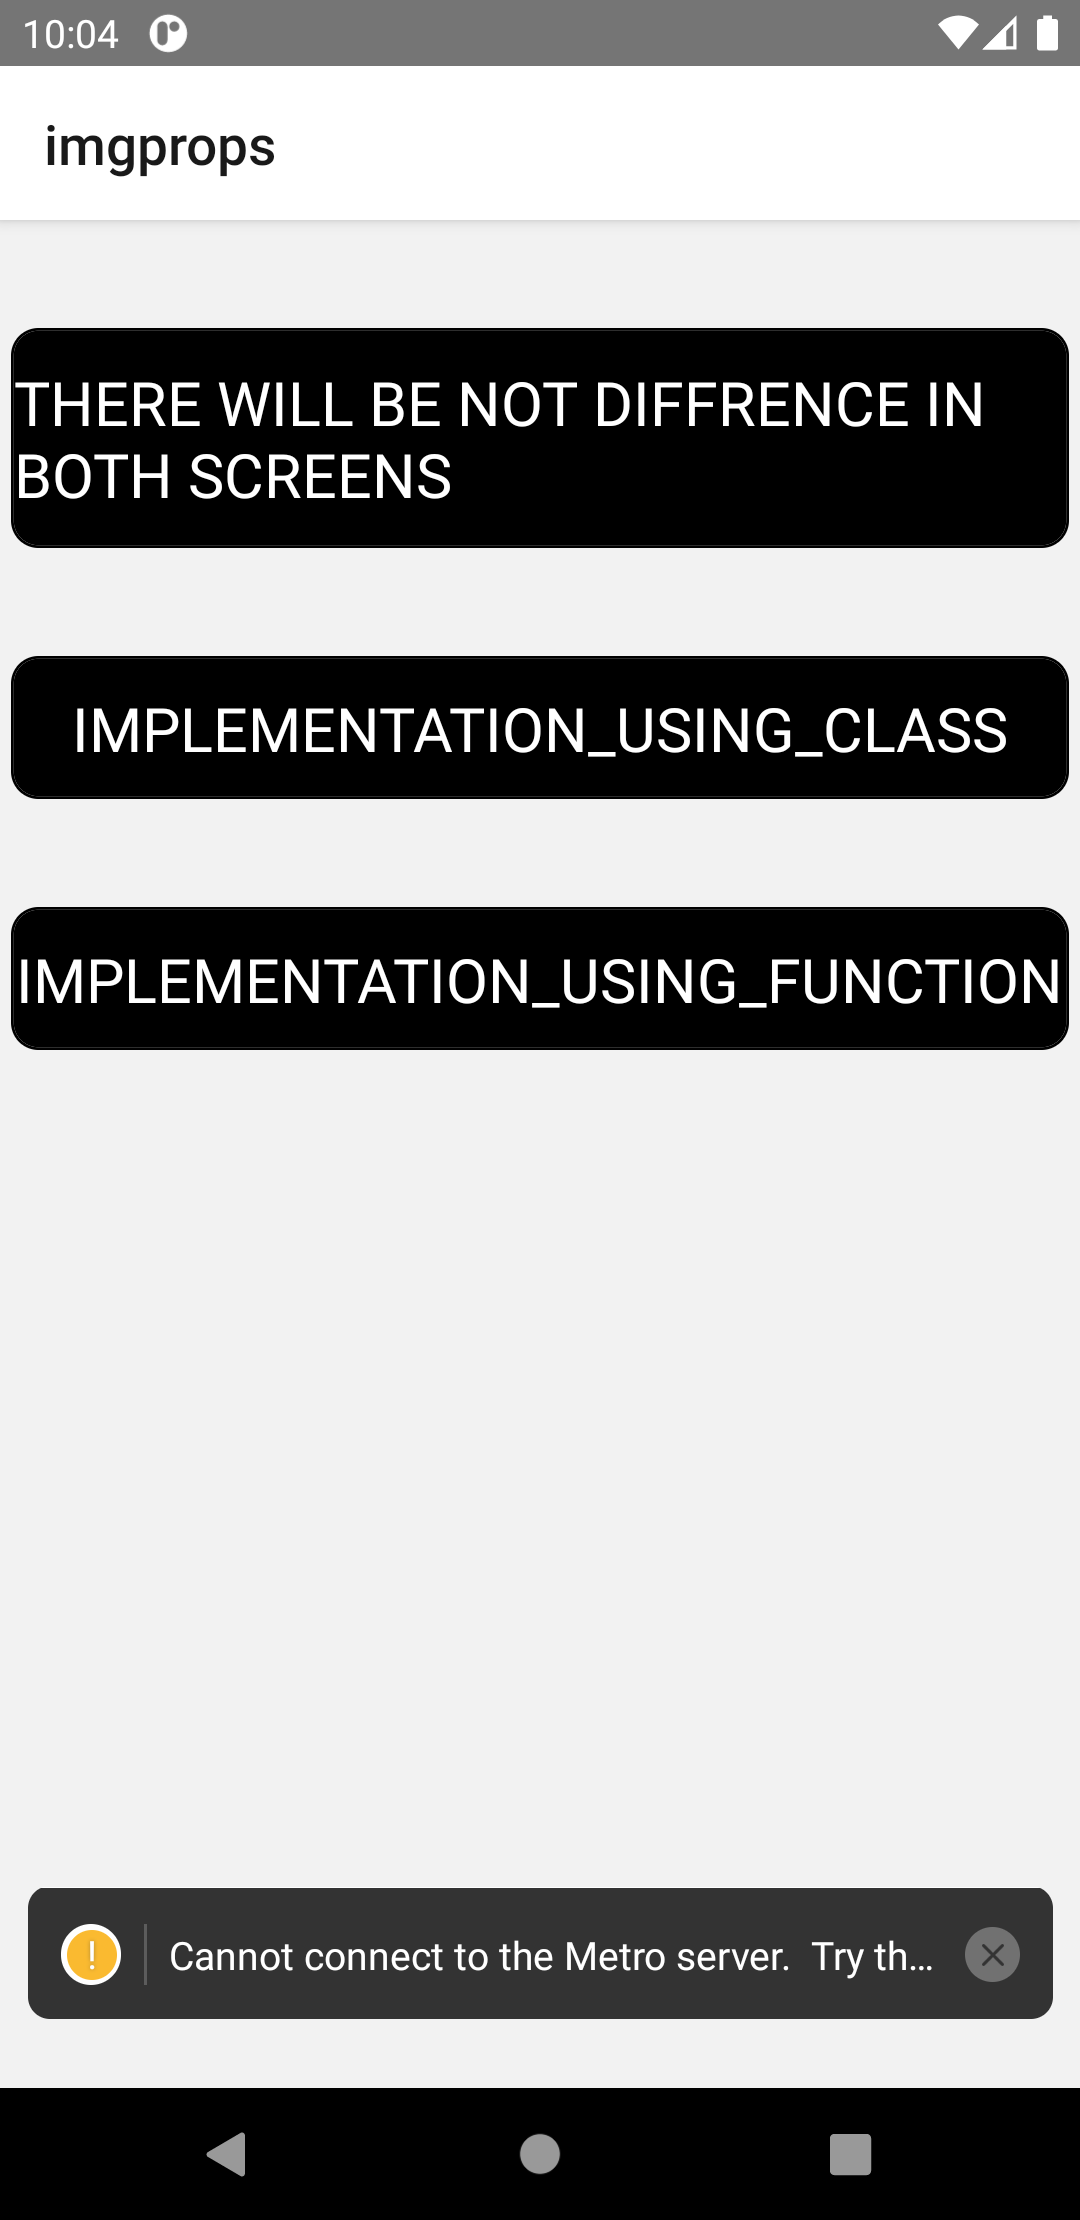 10:04
imgprops
THERE WILL BE NOT DIFFRENCE IN
BOTH SCREENS
IMPLEMENTATION_USING_CLASS
IMPLEMENTATION_USING_FUNCTION
! Cannot connect to the Metro server. Try th...